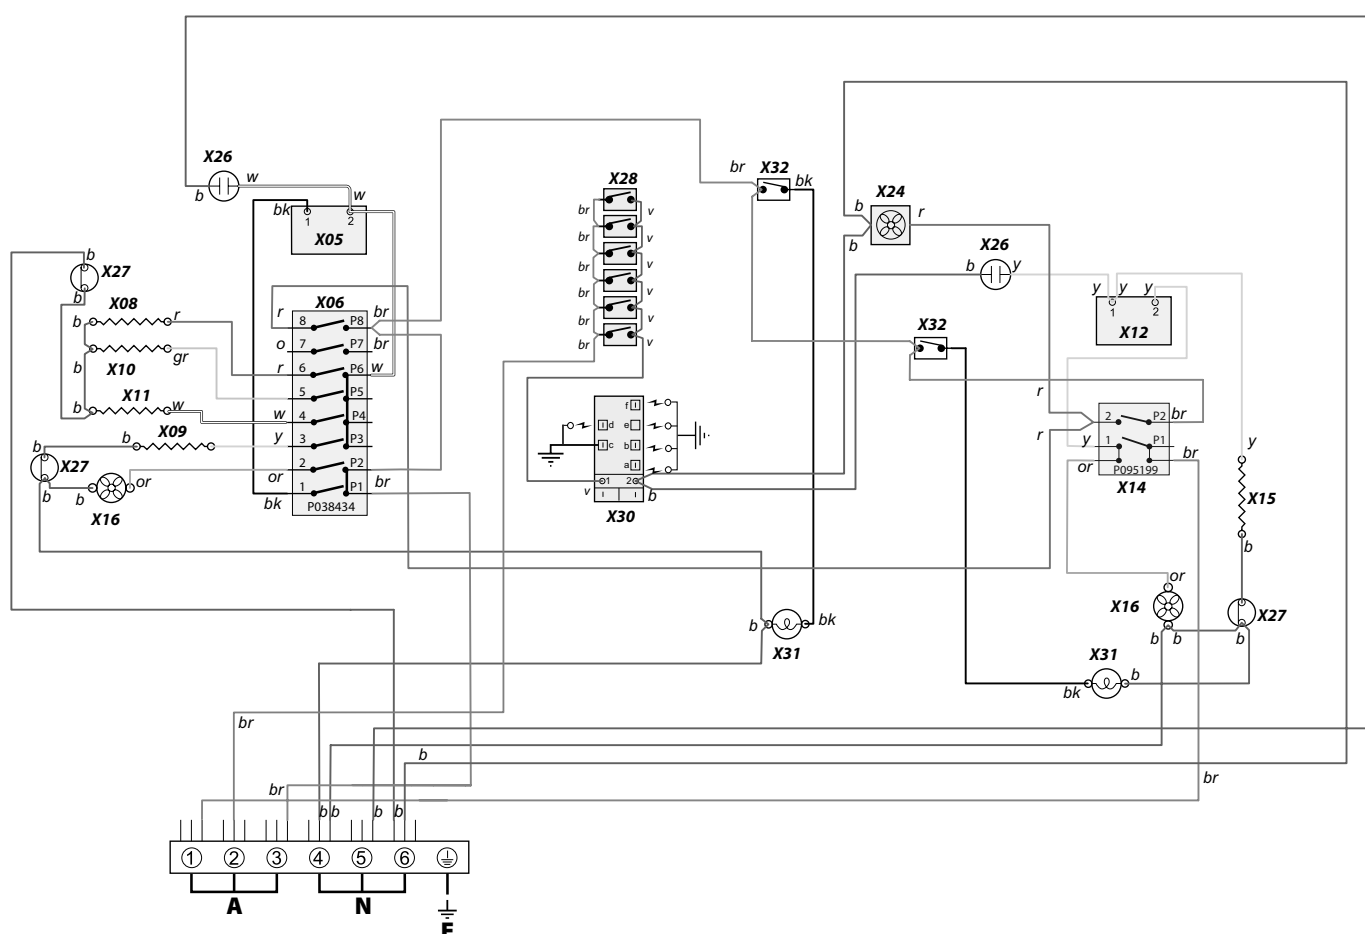 X26
b
w
w
bk
1
2
X05
b
X27
b
X08
b
r
X10
gr
b
X11
b
w
X09
b
y
b
X27
b
b
X16
or
X06
r
8
P8
br
o
7
P7
br
r
6
P6
w
5
P5
w
4
P4
y
3
P3
or
2
P2
br
bk
1
P1
P038434
X28
br
v
br
v
br
v
br
v
br
v
br
v
f
d
e
c
b
a
1
2
v
b
X30
br
X32
bk
X24
b
r
b
X26
b
y
y
y
y
1
2
X12
X32
r
2
P2
br
r
y
1
P1
or
br
P095199
X14
y
X15
b
or
X16
X27
b
b
b
b
X31
bk
X31
bk
b
br
b
br
br
b
b
b
b
1
2
3
4
5
6
A
N
E